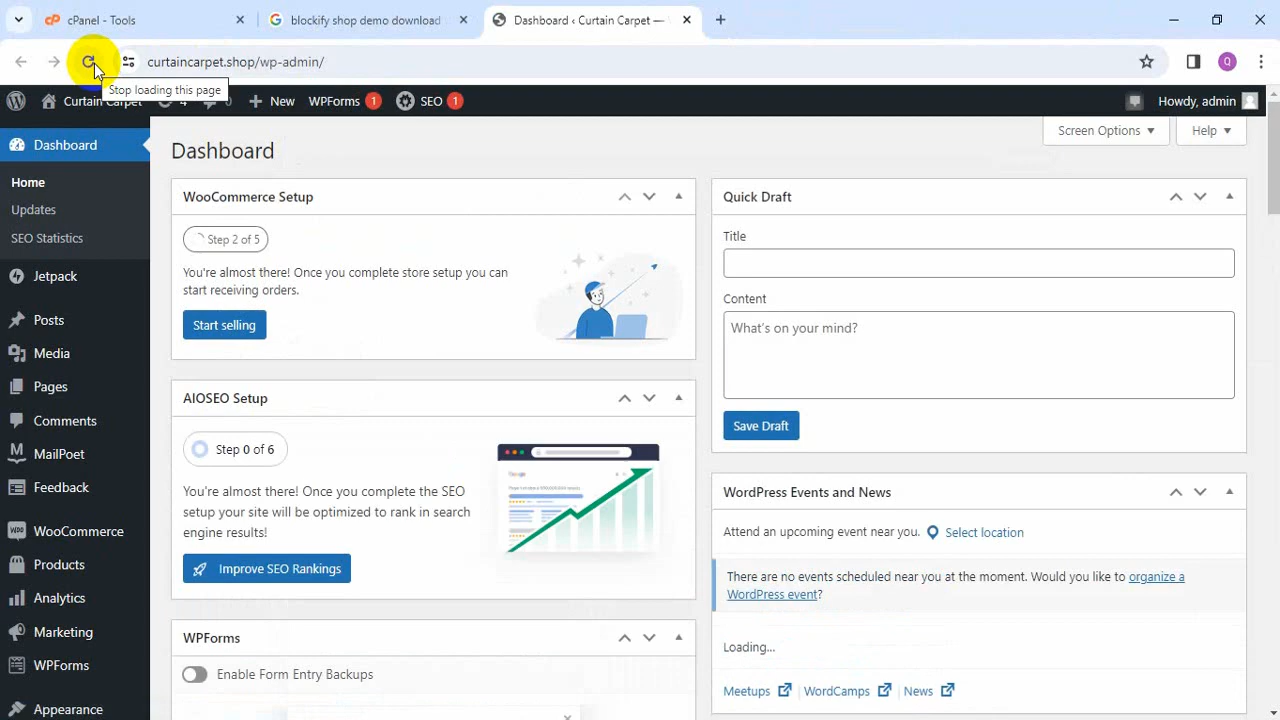 cPanel - Tools
blockify shop demo download
Dashboard ‹ Curtain Carpet — 
curtaincarpet.shop/wp-admin/
Q
Stop loading this page
Curtain Carpet
4
0
New
WPForms 1
SEO 1
Howdy, admin
Dashboard
Home
Updates
SEO Statistics
Jetpack
Posts
Media
Pages
Comments
MailPoet
Feedback
WooCommerce
Products
Analytics
Marketing
WPForms
Appearance
Screen Options
Help
Dashboard
WooCommerce Setup
Step 2 of 5
You're almost there! Once you complete store setup you can
start receiving orders.
Start selling
AIOSEO Setup
Step 0 of 6
You're almost there! Once you complete the SEO
setup your site will be optimized to rank in search
engine results!
Improve SEO Rankings
WPForms
Enable Form Entry Backups
Quick Draft
Title
Content
What's on your mind?
Save Draft
WordPress Events and News
Attend an upcoming event near you.
Select location
There are no events scheduled near you at the moment. Would you like to organize a
WordPress event?
Loading...
Meetups
WordCamps
News